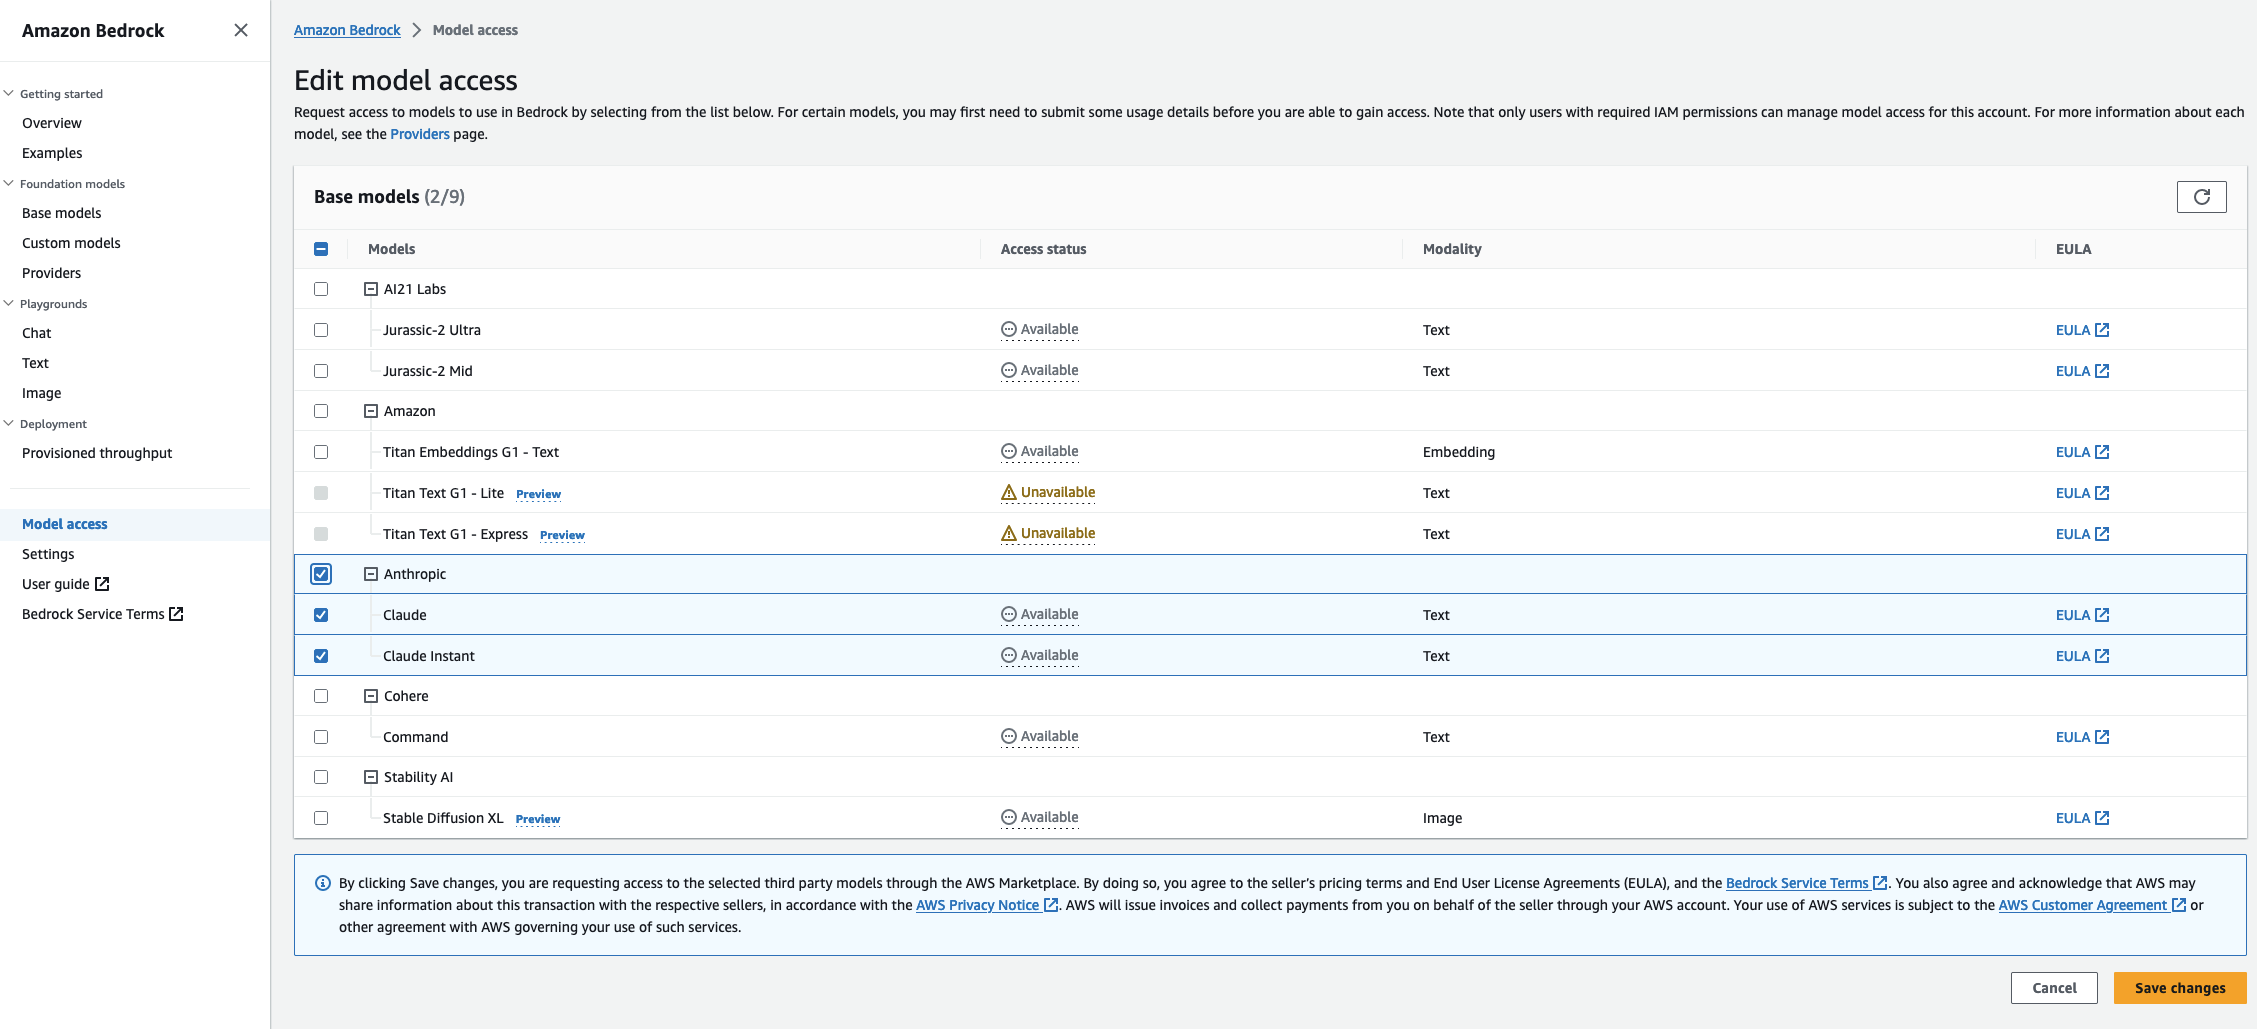 Amazon Bedrock
Getting started
Overview
Examples
Foundation models
Base models
Custom models
Providers
Playgrounds
Chat
Text
Image
Deployment
Provisioned throughput
Model access
Settings
User guide
Bedrock Service Terms
Amazon Bedrock > Model access
Edit model access
Request access to models to use in Bedrock by selecting from the list below. For certain models, you may first need to submit some usage details before you are able to gain access. Note that only users with required IAM permissions can manage model access for this account. For more information about each
model, see the Providers page.
Base models (2/9)
Models Access status Modality EULA
AI21 Labs
Jurassic-2 Ultra Available Text EULA
Jurassic-2 Mid Available Text EULA
Amazon
Titan Embeddings G1 - Text Available Embedding EULA
Titan Text G1 - Lite Preview Unavailable Text EULA
Titan Text G1 - Express Preview Unavailable Text EULA
Anthropic
Claude Available Text EULA
Claude Instant Available Text EULA
Cohere
Command Available Text EULA
Stability AI
Stable Diffusion XL Preview Available Image EULA
By clicking Save changes, you are requesting access to the selected third party models through the AWS Marketplace. By doing so, you agree to the seller's pricing terms and End User License Agreements (EULA), and the Bedrock Service Terms. You also agree and acknowledge that AWS may
share information about this transaction with the respective sellers, in accordance with the AWS Privacy Notice. AWS will issue invoices and collect payments from you on behalf of the seller through your AWS account. Your use of AWS services is subject to the AWS Customer Agreement or
other agreement with AWS governing your use of such services.
Cancel Save changes